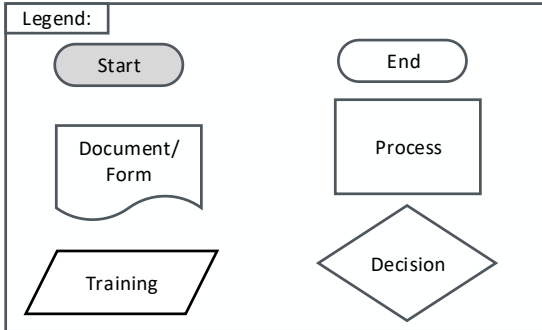 Legend:
Start
End
Document/
Form
Process
Training
Decision